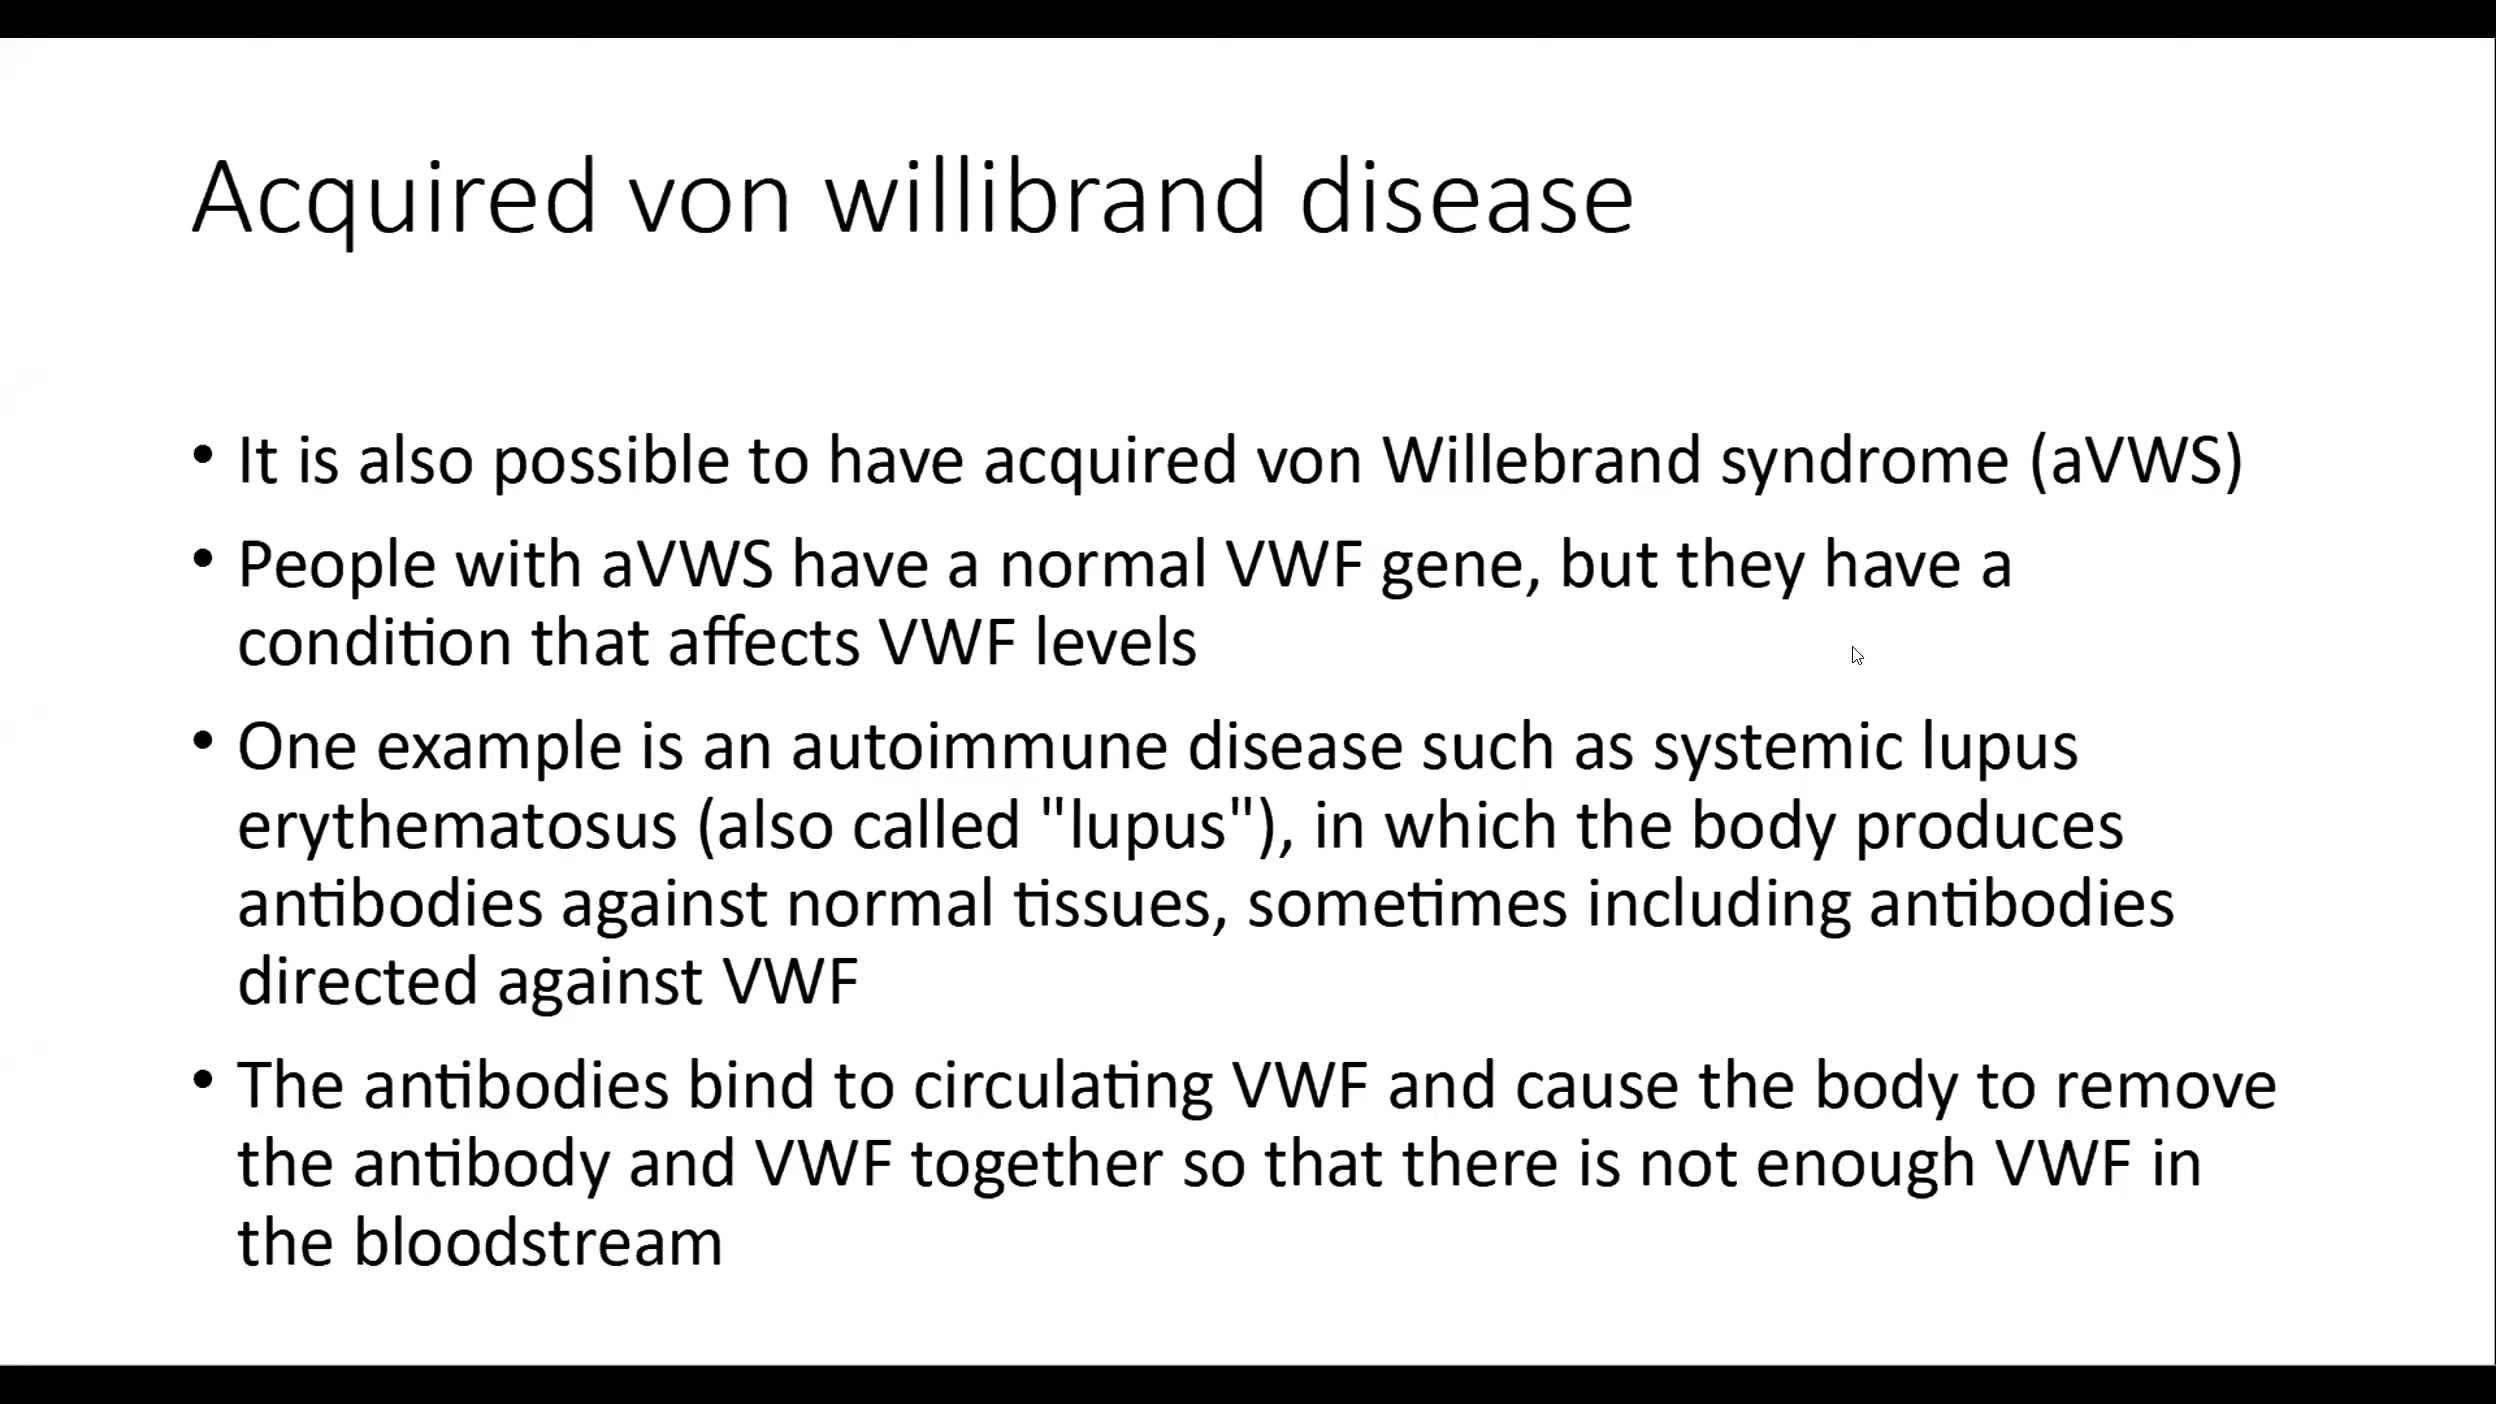 Acquired von willibrand disease
• It is also possible to have acquired von Willebrand syndrome (aVWS)
• People with aVWS have a normal VWF gene, but they have a
condition that affects VWF levels
• One example is an autoimmune disease such as systemic lupus
erythematosus (also called "lupus"), in which the body produces
antibodies against normal tissues, sometimes including antibodies
directed against VWF
• The antibodies bind to circulating VWF and cause the body to remove
the antibody and VWF together so that there is not enough VWF in
the bloodstream